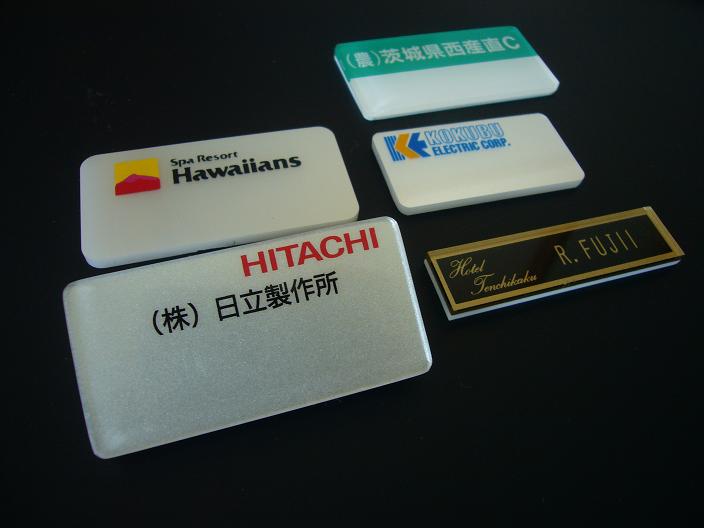 (農)茨城県西産直C
KOKUBU
ELECTRIC CORP.
Spa Resort
Hawaiians
HITACHI
(株) 日立製作所
Hotel
Tenchikaku
R. FUJII